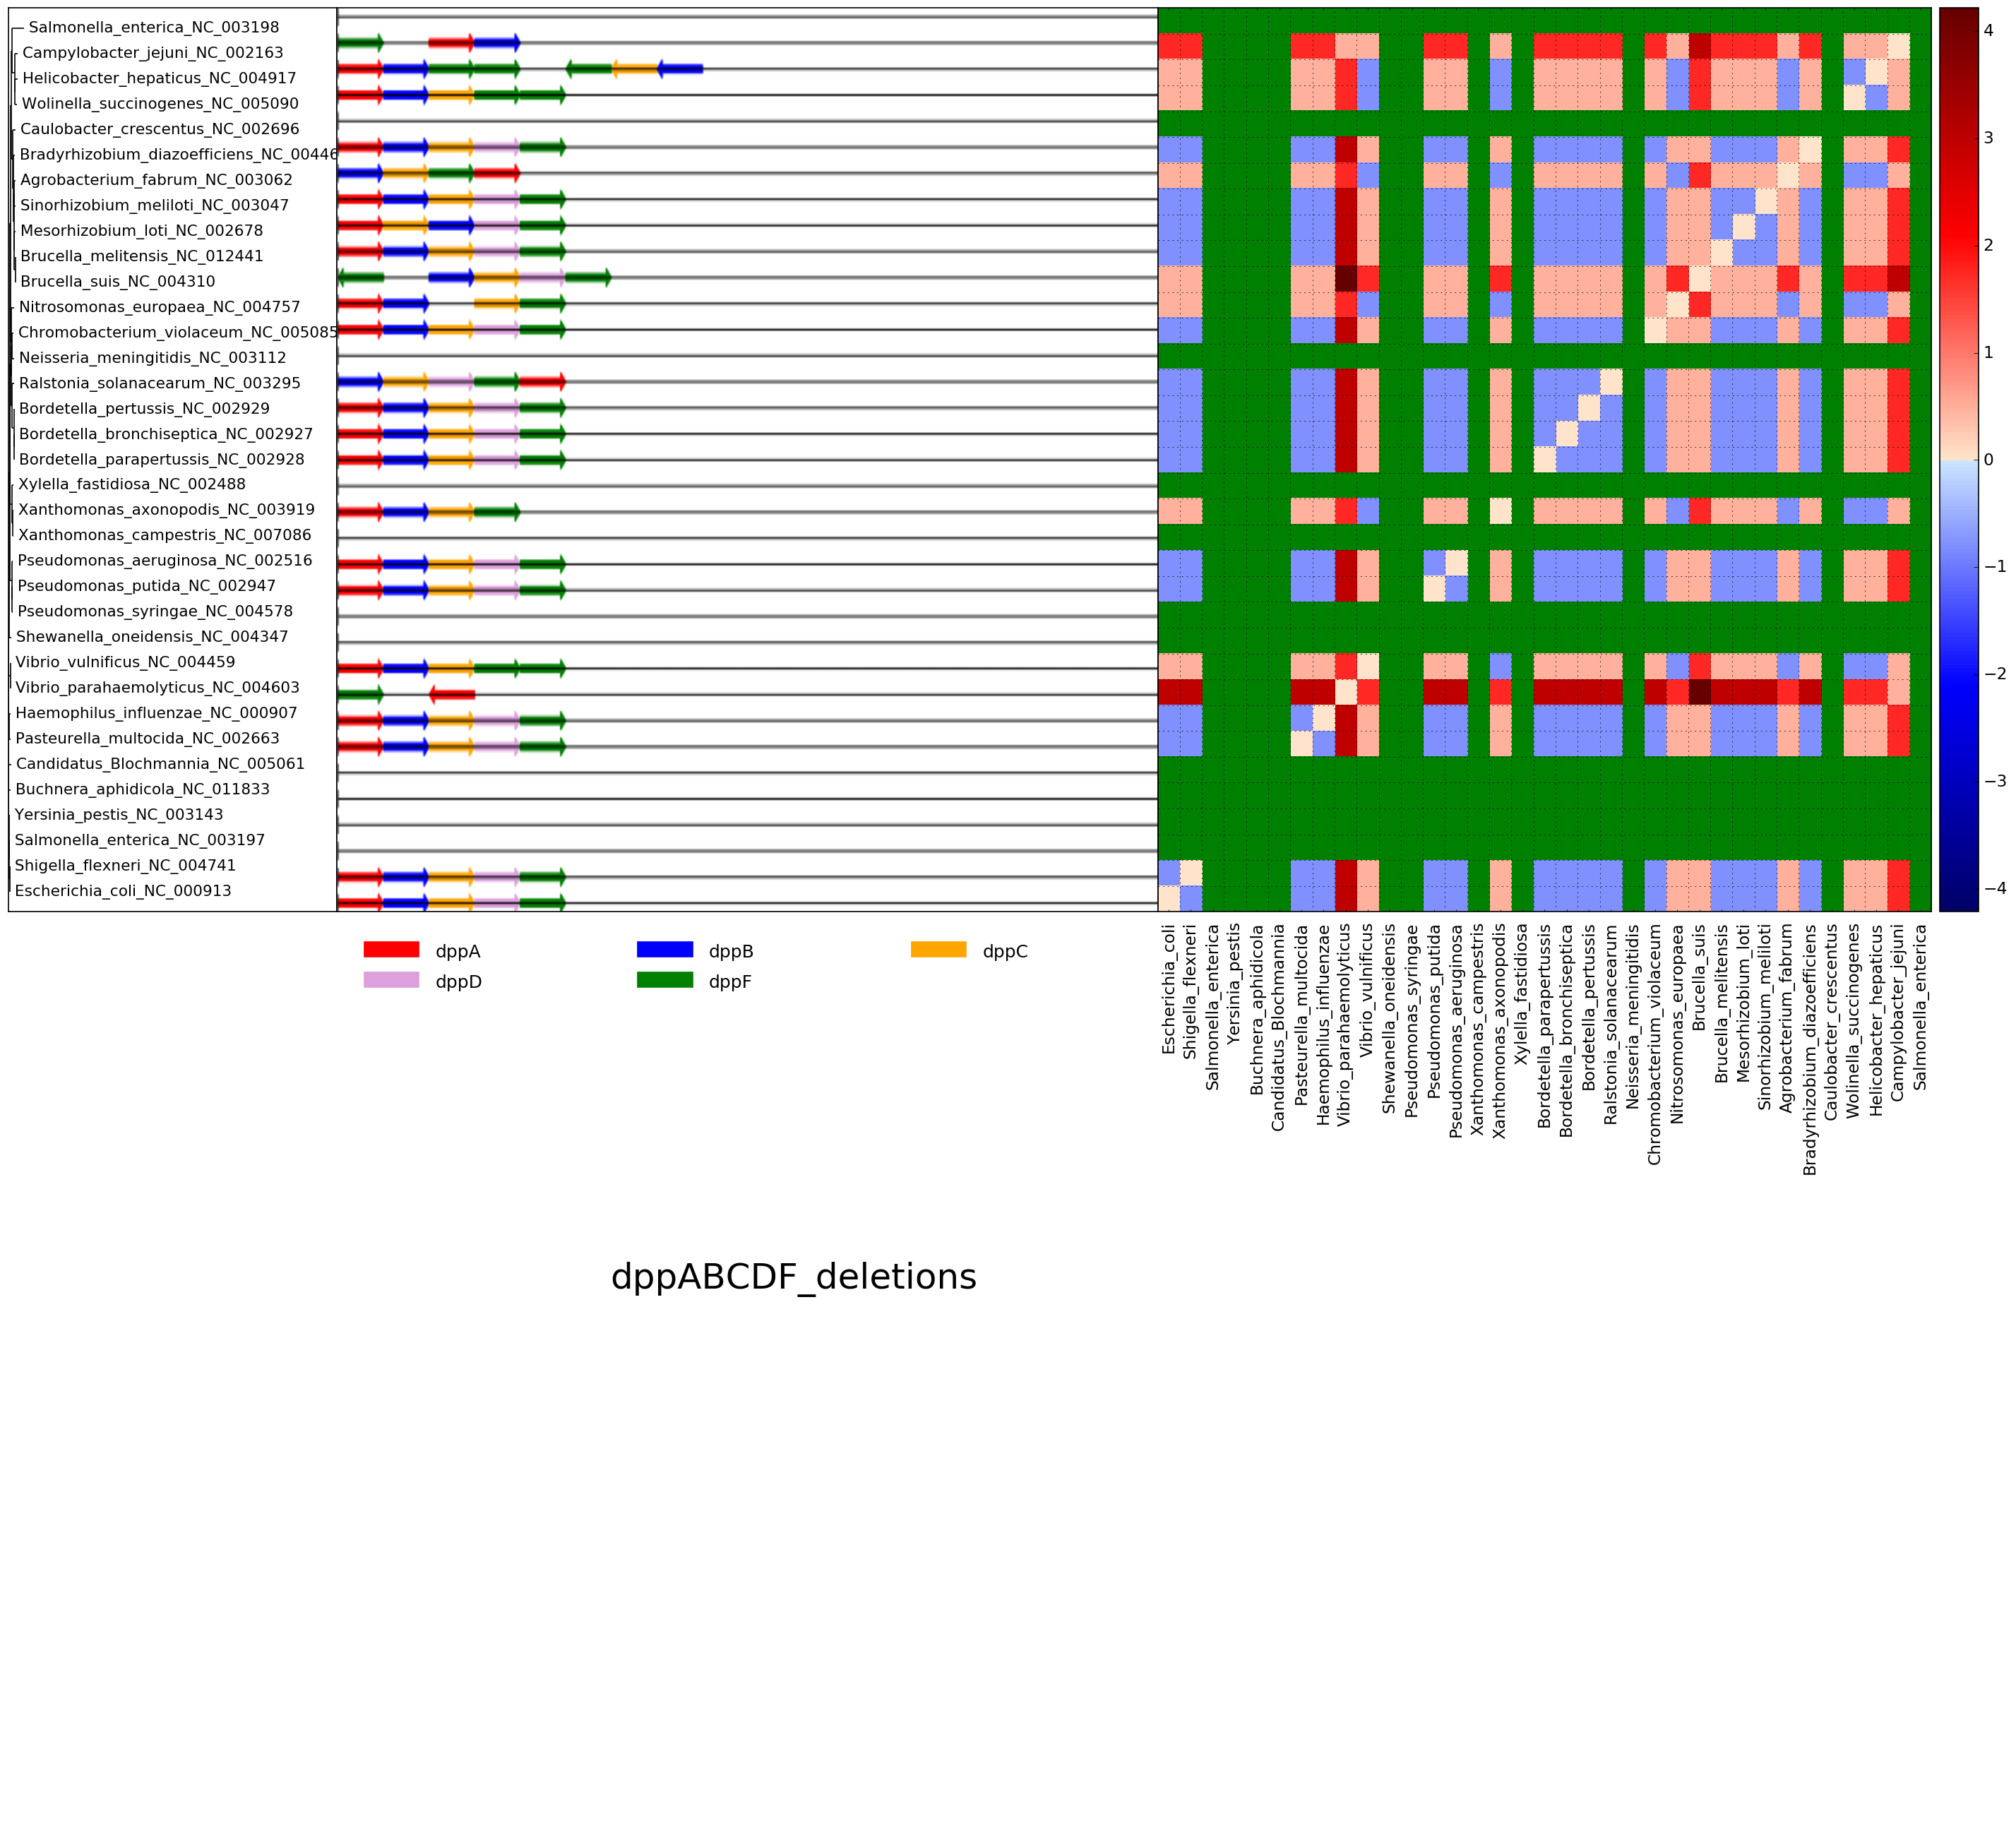 Salmonella_enterica_NC_003198
Campylobacter_jejuni_NC_002163
Helicobacter_hepaticus_NC_004917
Wolinella_succinogenes_NC_005090
Caulobacter_crescentus_NC_002696
Bradyrhizobium_diazoefficiens_NC_00446
Agrobacterium_fabrum_NC_003062
Sinorhizobium_meliloti_NC_003047
Mesorhizobium_loti_NC_002678
Brucella_melitensis_NC_012441
Brucella_suis_NC_004310
Nitrosomonas_europaea_NC_004757
Chromobacterium_violaceum_NC_005085
Neisseria_meningitidis_NC_003112
Ralstonia_solanacearum_NC_003295
Bordetella_pertussis_NC_002929
Bordetella_bronchiseptica_NC_002927
Bordetella_parapertussis_NC_002928
Xylella_fastidiosa_NC_002488
Xanthomonas_axonopodis_NC_003919
Xanthomonas_campestris_NC_007086
Pseudomonas_aeruginosa_NC_002516
Pseudomonas_putida_NC_002947
Pseudomonas_syringae_NC_004578
Shewanella_oneidensis_NC_004347
Vibrio_vulnificus_NC_004459
Vibrio_parahaemolyticus_NC_004603
Haemophilus_influenzae_NC_000907
Pasteurella_multocida_NC_002663
Candidatus_Blochmannia_NC_005061
Buchnera_aphidicola_NC_011833
Yersinia_pestis_NC_003143
Salmonella_enterica_NC_003197
Shigella_flexneri_NC_004741
Escherichia_coli_NC_000913
4
3
2
1
0
−1
−2
−3
−4
dppA
dppB
dppC
dppD
dppF
Escherichia_coli
Shigella_flexneri
Salmonella_enterica
Yersinia_pestis
Buchnera_aphidicola
Candidatus_Blochmannia
Pasteurella_multocida
Haemophilus_influenzae
Vibrio_parahaemolyticus
Vibrio_vulnificus
Shewanella_oneidensis
Pseudomonas_syringae
Pseudomonas_putida
Pseudomonas_aeruginosa
Xanthomonas_campestris
Xanthomonas_axonopodis
Xylella_fastidiosa
Bordetella_parapertussis
Bordetella_bronchiseptica
Bordetella_pertussis
Ralstonia_solanacearum
Neisseria_meningitidis
Chromobacterium_violaceum
Nitrosomonas_europaea
Brucella_suis
Brucella_melitensis
Mesorhizobium_loti
Sinorhizobium_meliloti
Agrobacterium_fabrum
Bradyrhizobium_diazoefficiens
Caulobacter_crescentus
Wolinella_succinogenes
Helicobacter_hepaticus
Campylobacter_jejuni
Salmonella_enterica
dppABCDF_deletions